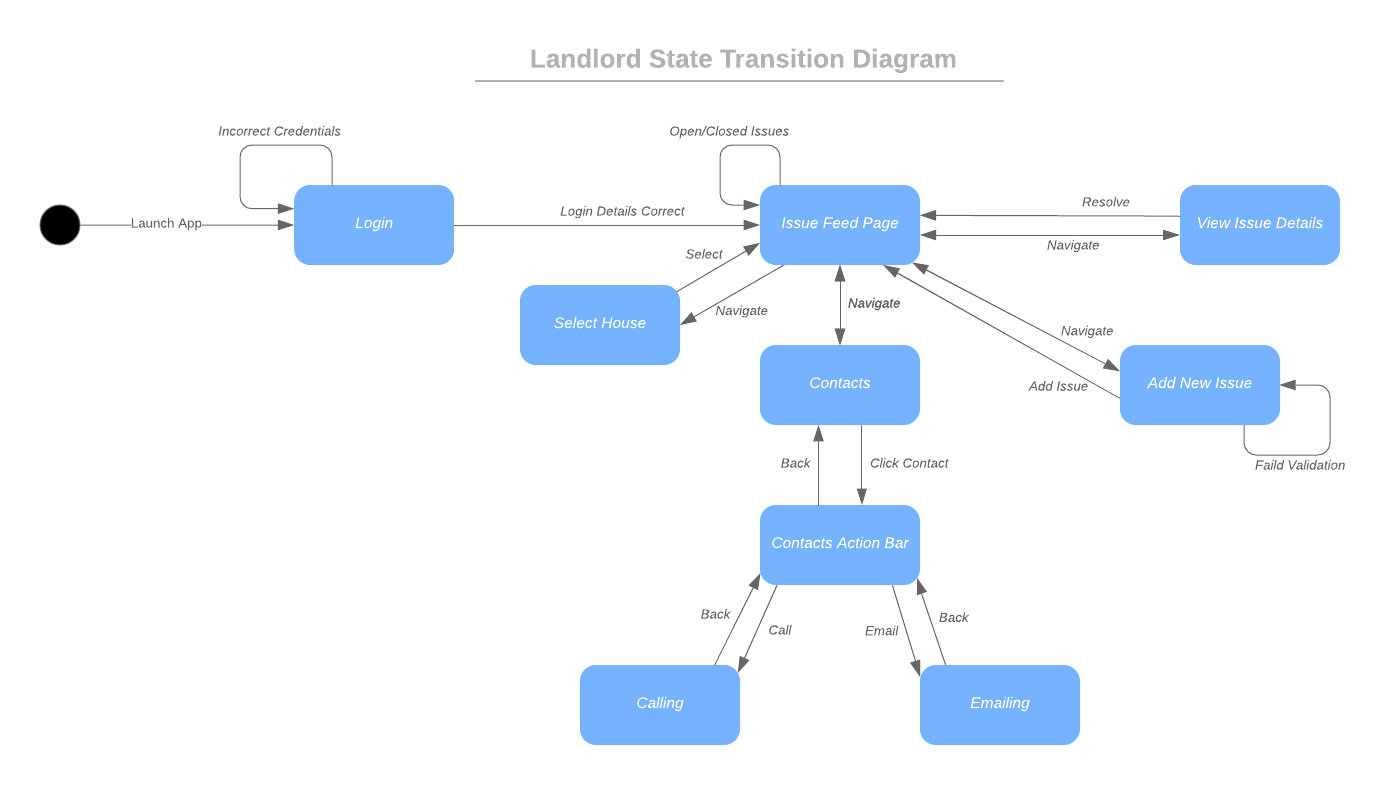 Landlord State Transition Diagram
Incorrect Credentials
Open/Closed Issues
Launch App
Login
Login Details Correct
Issue Feed Page
Resolve
Navigate
View Issue Details
Select
Navigate
Select House
Navigate
Navigate
Contacts
Add Issue
Add New Issue
Back
Click Contact
Faild Validation
Contacts Action Bar
Back
Call
Email
Back
Calling
Emailing